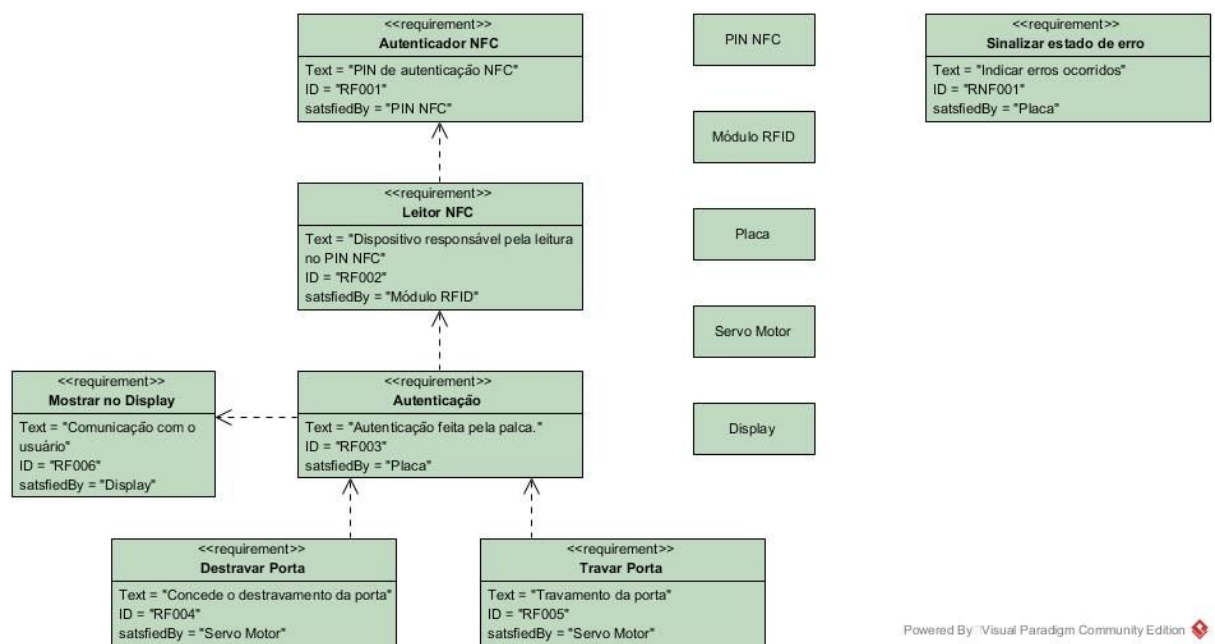 <<requirement>>
Autenticador NFC
Text = "PIN de autenticação NFC"
ID = "RF001"
satsfiedBy = "PIN NFC"
<<requirement>>
Leitor NFC
Text = "Dispositivo responsável pela leitura
no PIN NFC"
ID = "RF002"
satsfiedBy = "Módulo RFID"
<<requirement>>
Mostrar no Display
Text = "Comunicação com o
usuário"
ID = "RF006"
satsfiedBy = "Display"
<<requirement>>
Autenticação
Text = "Autenticação feita pela palca."
ID = "RF003"
satsfiedBy = "Placa"
<<requirement>>
Destravar Porta
Text = "Concede o destravamento da porta"
ID = "RF004"
satsfiedBy = "Servo Motor"
<<requirement>>
Travar Porta
Text = "Travamento da porta"
ID = "RF005"
satsfiedBy = "Servo Motor"
PIN NFC
Módulo RFID
Placa
Servo Motor
Display
<<requirement>>
Sinalizar estado de erro
Text = "Indicar erros ocorridos"
ID = "RNF001"
satsfiedBy = "Placa"
Powered By Visual Paradigm Community Edition